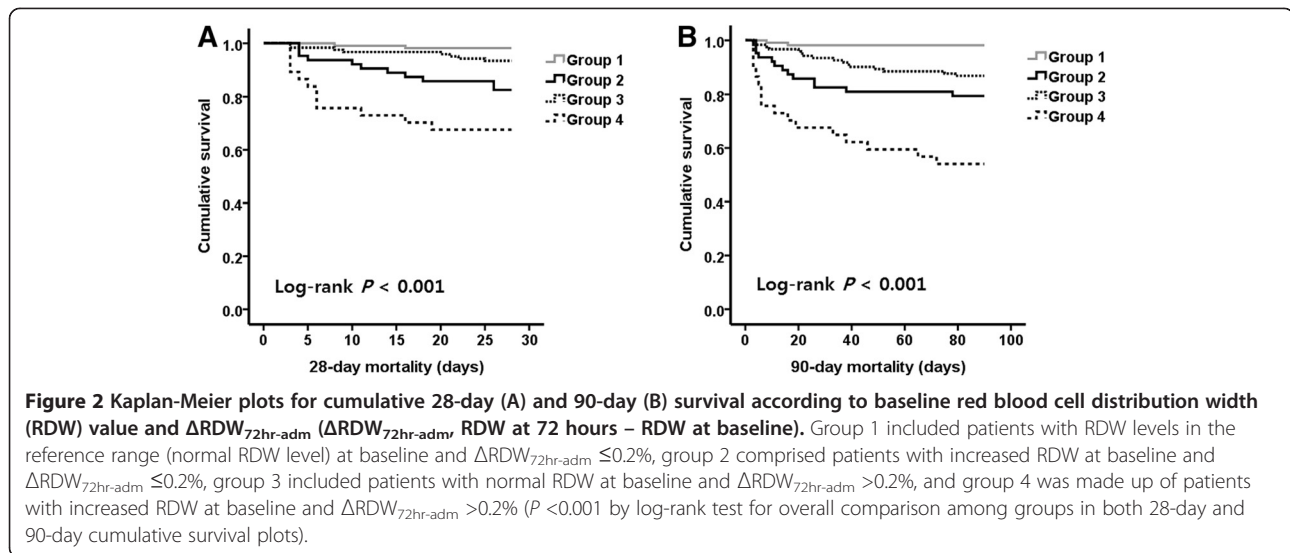 A
1.0
0.8
0.6
0.4
0.2
0.0
Cumulative survival
Group 1
Group 2
Group 3
Group 4
Log-rank P < 0.001
0 5 10 15 20 25 30
28-day mortality (days)
B
1.0
0.8
0.6
0.4
0.2
0.0
Cumulative survival
Group 1
Group 2
Group 3
Group 4
Log-rank P < 0.001
0 20 40 60 80 100
90-day mortality (days)
Figure 2 Kaplan-Meier plots for cumulative 28-day (A) and 90-day (B) survival according to baseline red blood cell distribution width
(RDW) value and ΔRDW72hr-adm (ΔRDW72hr-adm, RDW at 72 hours – RDW at baseline). Group 1 included patients with RDW levels in the
reference range (normal RDW level) at baseline and ΔRDW72hr-adm ≤0.2%, group 2 comprised patients with increased RDW at baseline and
ΔRDW72hr-adm ≤0.2%, group 3 included patients with normal RDW at baseline and ΔRDW72hr-adm >0.2%, and group 4 was made up of patients
with increased RDW at baseline and ΔRDW72hr-adm >0.2% (P <0.001 by log-rank test for overall comparison among groups in both 28-day and
90-day cumulative survival plots).